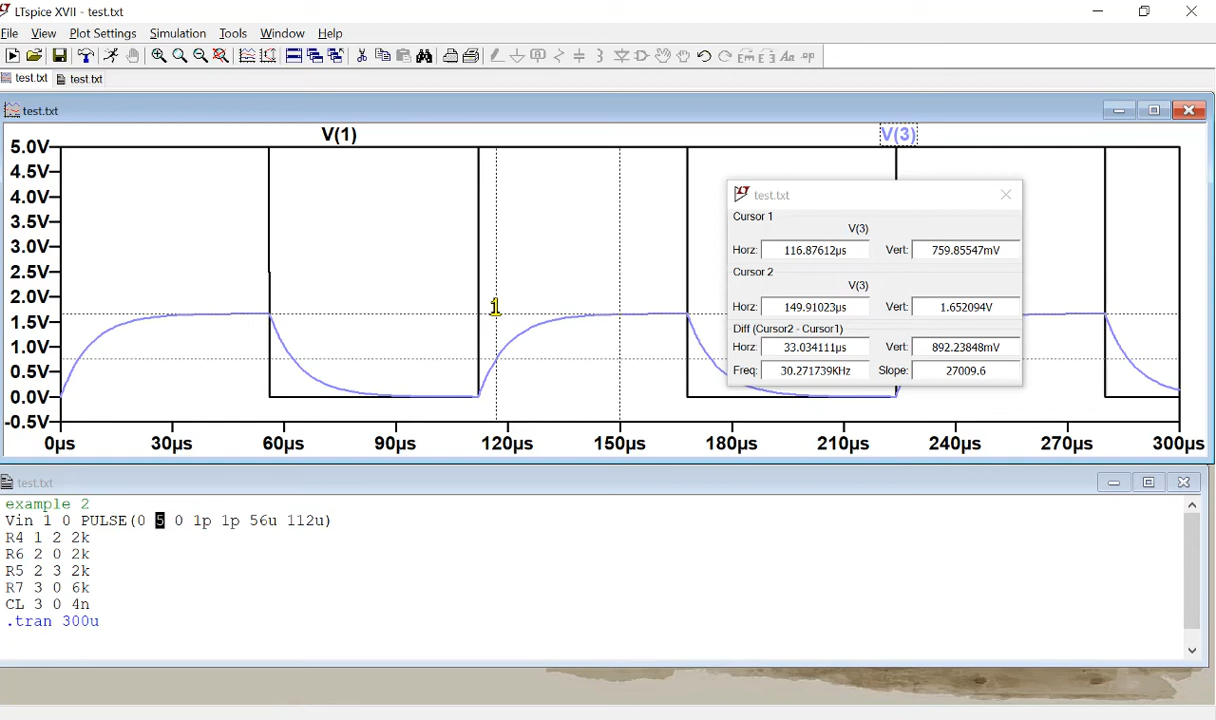 LTspice XVII - test.txt
File View Plot Settings Simulation Tools Window Help
test.txt test.txt
test.txt
V(1) V(3)
5.0V
4.5V
4.0V
3.5V
3.0V
2.5V
2.0V
1.5V
1.0V
0.5V
0.0V
-0.5V
0µs 30µs 60µs 90µs 120µs 150µs 180µs 210µs 240µs 270µs 300µs
1
test.txt
Cursor 1
V(3)
Horz: 116.87612µs Vert: 759.85547mV
Cursor 2
V(3)
Horz: 149.91023µs Vert: 1.652094V
Diff (Cursor2 - Cursor1)
Horz: 33.034111µs Vert: 892.23848mV
Freq: 30.271739KHz Slope: 27009.6
test.txt
example 2
Vin 1 0 PULSE(0 5 0 1p 1p 56u 112u)
R4 1 2 2k
R6 2 0 2k
R5 2 3 2k
R7 3 0 6k
CL 3 0 4n
.tran 300u